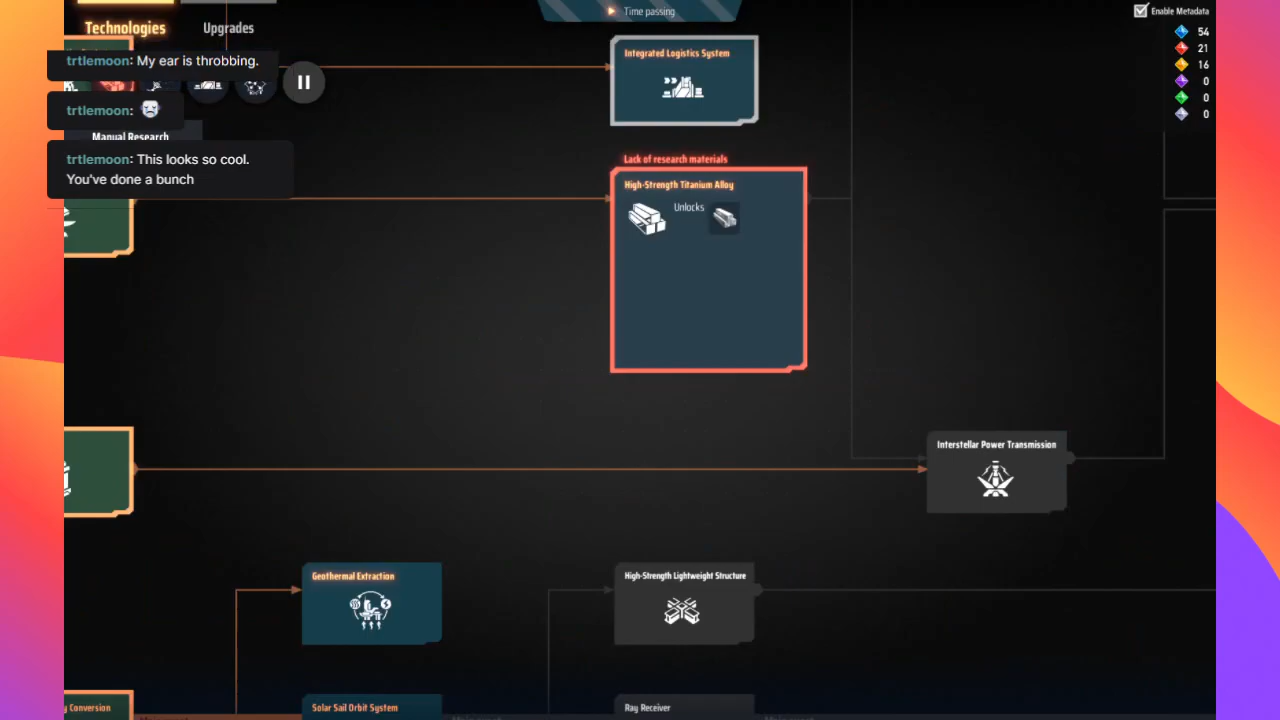 Time passing
Enable Metadata
Technologies
Upgrades
54
21
16
0
0
0
trtlemoon: My ear is throbbing.
trtlemoon:
Manual Research
trtlemoon: This looks so cool.
You've done a bunch
Integrated Logistics System
Lack of research materials
High-Strength Titanium Alloy
Unlocks
Interstellar Power Transmission
Geothermal Extraction
High-Strength Lightweight Structure
Conversion
Solar Sail Orbit System
Ray Receiver